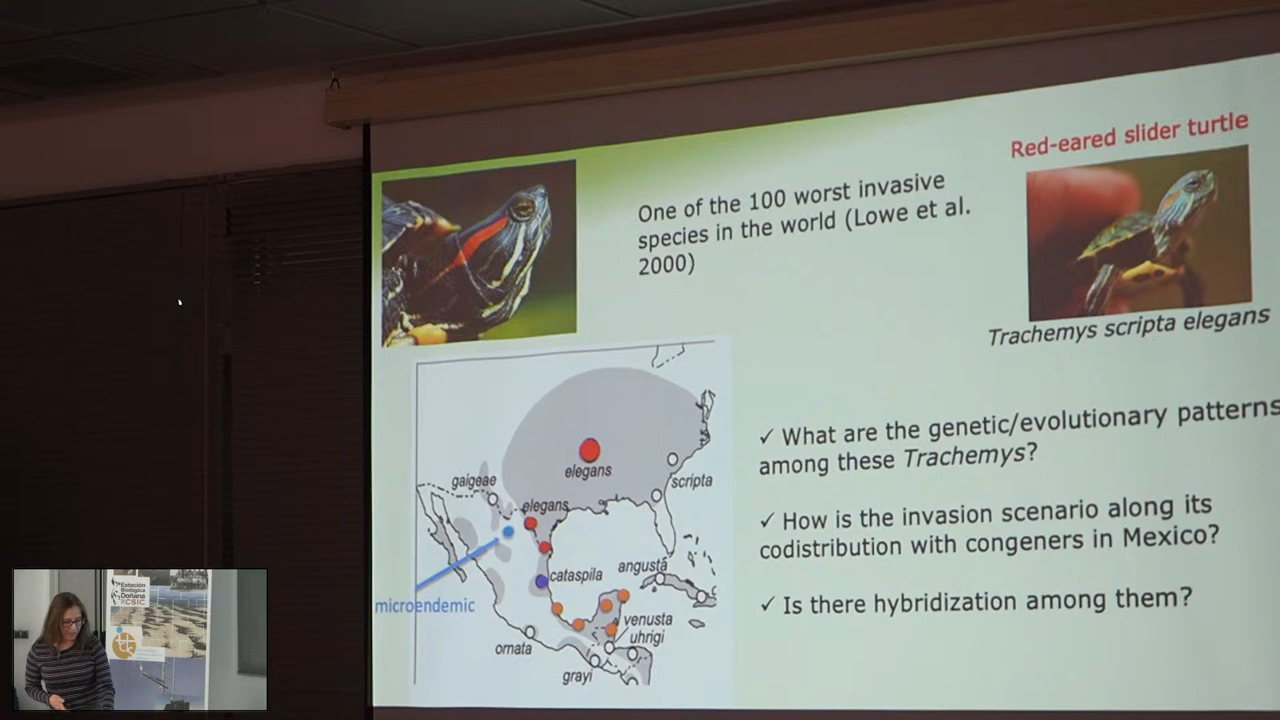 Red-eared slider turtle
One of the 100 worst invasive
species in the world (Lowe et al.
2000)
Trachemys scripta elegans
elegans
gaigeae
scripta
elegans
cataspila
angusta
microendemic
venusta
uhrigi
ornata
grayi
✓ What are the genetic/evolutionary patterns
among these Trachemys?
✓ How is the invasion scenario along its
codistribution with congeners in Mexico?
✓ Is there hybridization among them?
Estación
Biológica
Doñana
CSIC